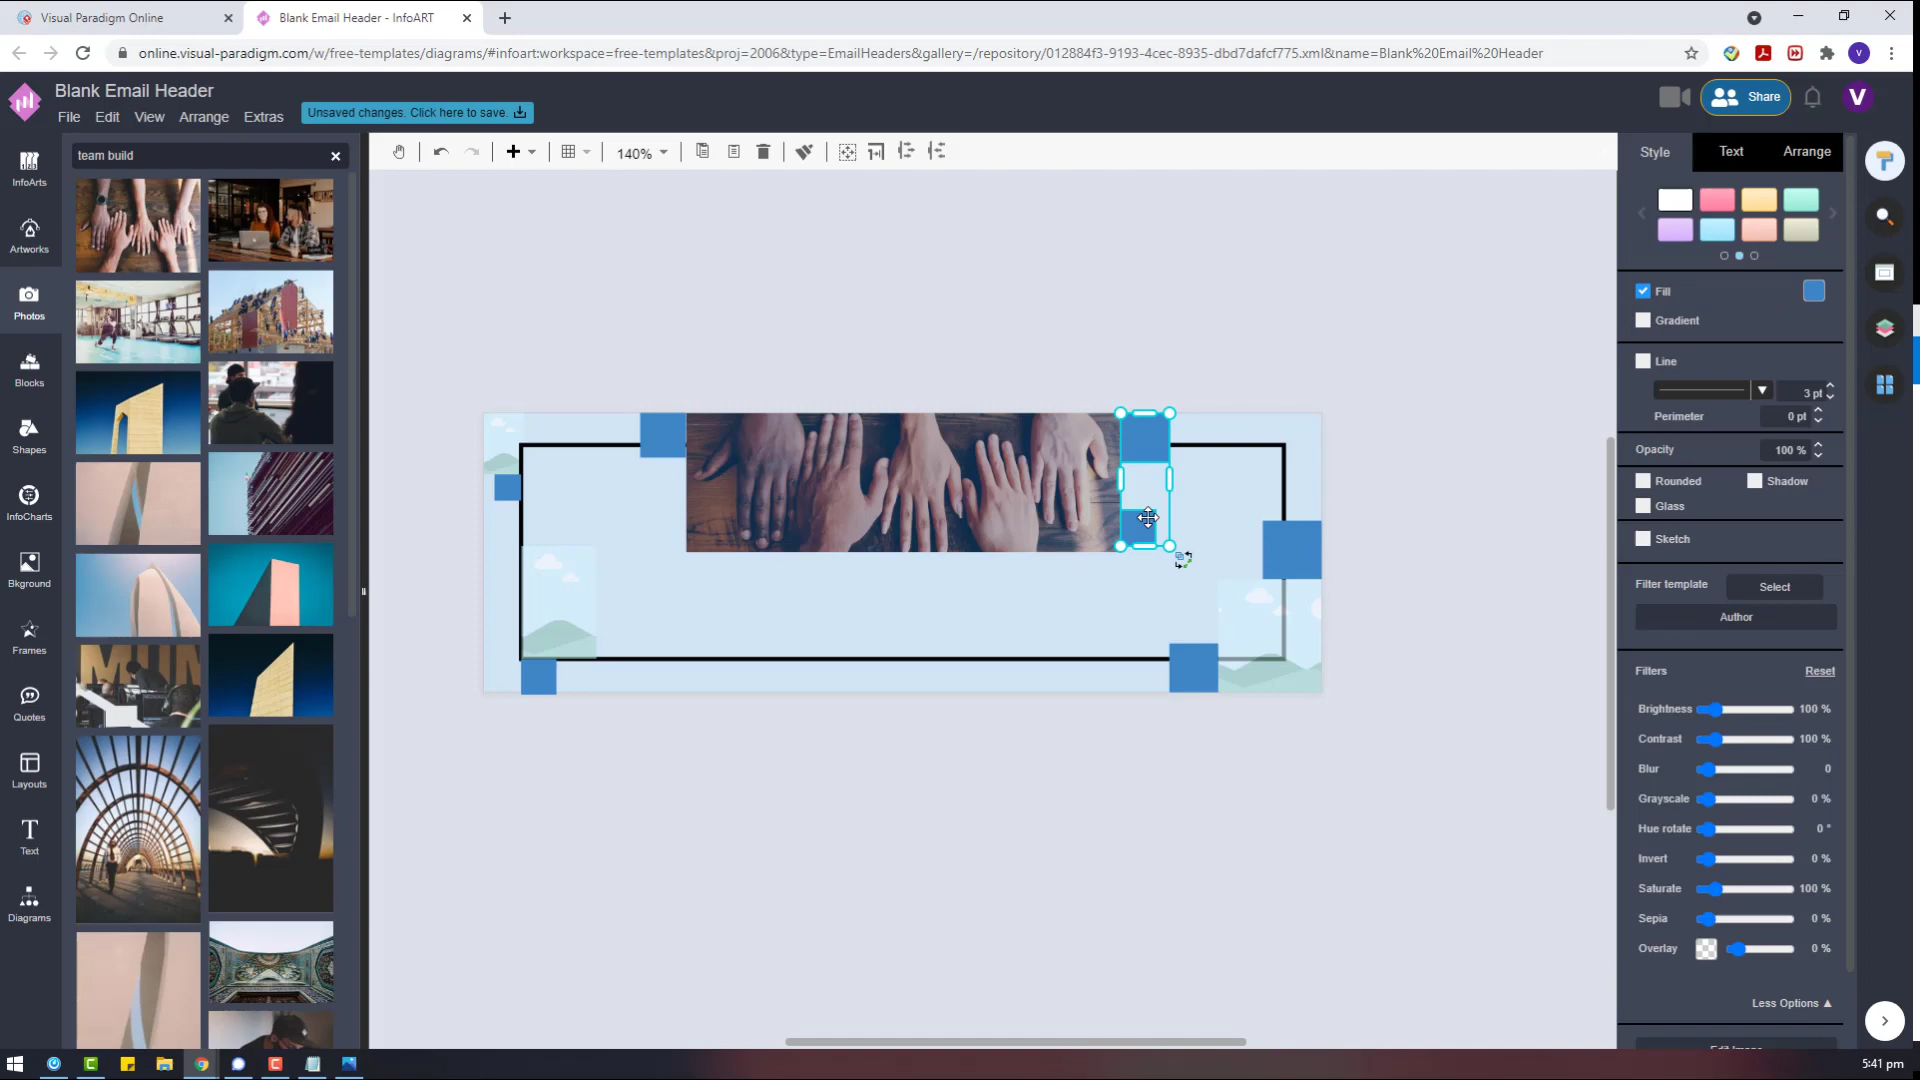 Visual Paradigm Online
Blank Email Header - InfoART
online.visual-paradigm.com/w/free-templates/diagrams/#infoart:workspace=free-templates&proj=2006&type=EmailHeaders&gallery=/repository/012884f3-9193-4cec-8935-dbd7dafcf775.xml&name=Blank%20Email%20Header
V
Blank Email Header
File Edit View Arrange Extras
Unsaved changes. Click here to save.
Share
V
InfoArts
Artworks
Photos
Blocks
Shapes
InfoCharts
Bkground
Frames
Quotes
Layouts
Text
Diagrams
team build
140%
Style Text Arrange
Fill
Gradient
Line
3 pt
Perimeter 0 pt
Opacity 100 %
Rounded Shadow
Glass
Sketch
Filter template Select
Author
Filters Reset
Brightness 100 %
Contrast 100 %
Blur 0
Grayscale 0 %
Hue rotate 0 °
Invert 0 %
Saturate 100 %
Sepia 0 %
Overlay 0 %
Less Options
5:41 pm